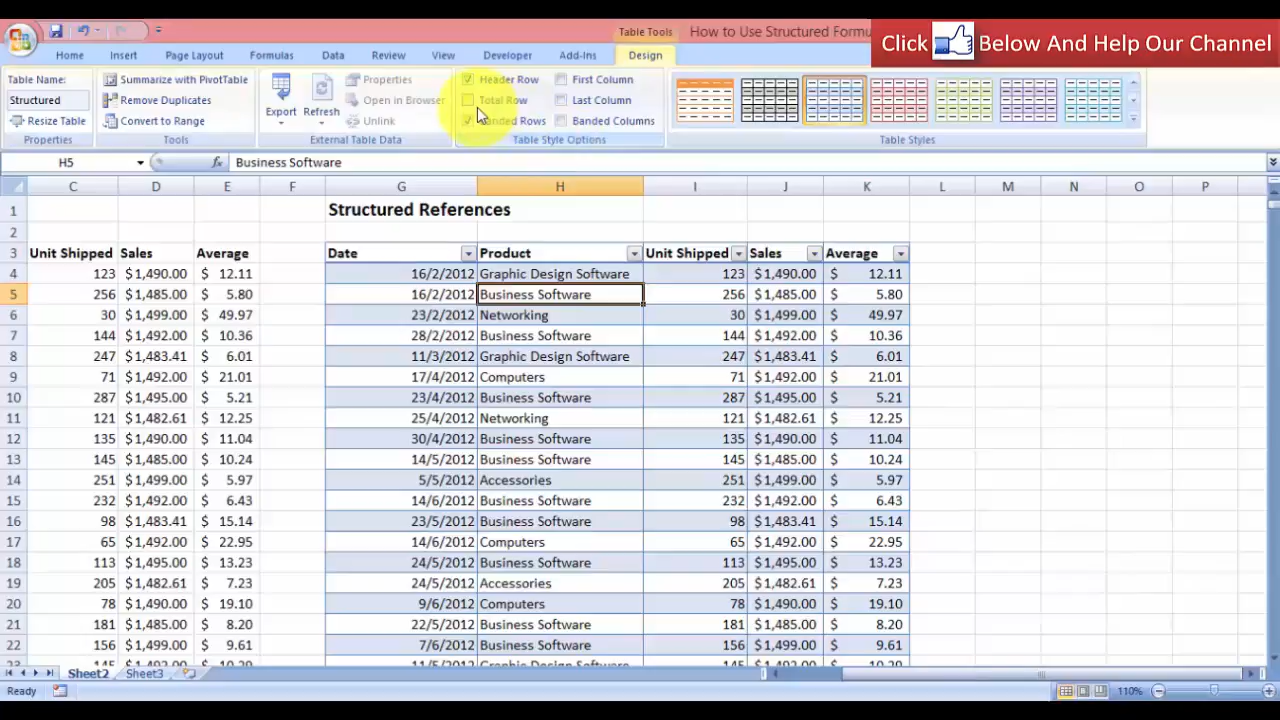 Table Tools
How to Use Structured Formu
Click Below And Help Our Channel
Home Insert Page Layout Formulas Data Review View Developer Add-Ins Design
Table Name: Summarize with PivotTable Properties Header Row First Column
Structured Remove Duplicates Export Refresh Open in Browser Total Row Last Column
Resize Table Convert to Range Unlink Banded Rows Banded Columns
Properties Tools External Table Data Table Style Options Table Styles
H5 fx Business Software
C D E F G H I J K L M N O P
1 Structured References
2
3 Unit Shipped Sales Average Date Product Unit Shipped Sales Average
4 123 $1,490.00 $ 12.11 16/2/2012 Graphic Design Software 123 $1,490.00 $ 12.11
5 256 $1,485.00 $ 5.80 16/2/2012 Business Software 256 $1,485.00 $ 5.80
6 30 $1,499.00 $ 49.97 23/2/2012 Networking 30 $1,499.00 $ 49.97
7 144 $1,492.00 $ 10.36 28/2/2012 Business Software 144 $1,492.00 $ 10.36
8 247 $1,483.41 $ 6.01 11/3/2012 Graphic Design Software 247 $1,483.41 $ 6.01
9 71 $1,492.00 $ 21.01 17/4/2012 Computers 71 $1,492.00 $ 21.01
10 287 $1,495.00 $ 5.21 23/4/2012 Business Software 287 $1,495.00 $ 5.21
11 121 $1,482.61 $ 12.25 25/4/2012 Networking 121 $1,482.61 $ 12.25
12 135 $1,490.00 $ 11.04 30/4/2012 Business Software 135 $1,490.00 $ 11.04
13 145 $1,485.00 $ 10.24 14/5/2012 Business Software 145 $1,485.00 $ 10.24
14 251 $1,499.00 $ 5.97 5/5/2012 Accessories 251 $1,499.00 $ 5.97
15 232 $1,492.00 $ 6.43 14/6/2012 Business Software 232 $1,492.00 $ 6.43
16 98 $1,483.41 $ 15.14 23/5/2012 Business Software 98 $1,483.41 $ 15.14
17 65 $1,492.00 $ 22.95 14/6/2012 Computers 65 $1,492.00 $ 22.95
18 113 $1,495.00 $ 13.23 24/5/2012 Business Software 113 $1,495.00 $ 13.23
19 205 $1,482.61 $ 7.23 24/5/2012 Accessories 205 $1,482.61 $ 7.23
20 78 $1,490.00 $ 19.10 9/6/2012 Computers 78 $1,490.00 $ 19.10
21 181 $1,485.00 $ 8.20 22/5/2012 Business Software 181 $1,485.00 $ 8.20
22 156 $1,499.00 $ 9.61 7/6/2012 Business Software 156 $1,499.00 $ 9.61
Sheet2 Sheet3
Ready 110%